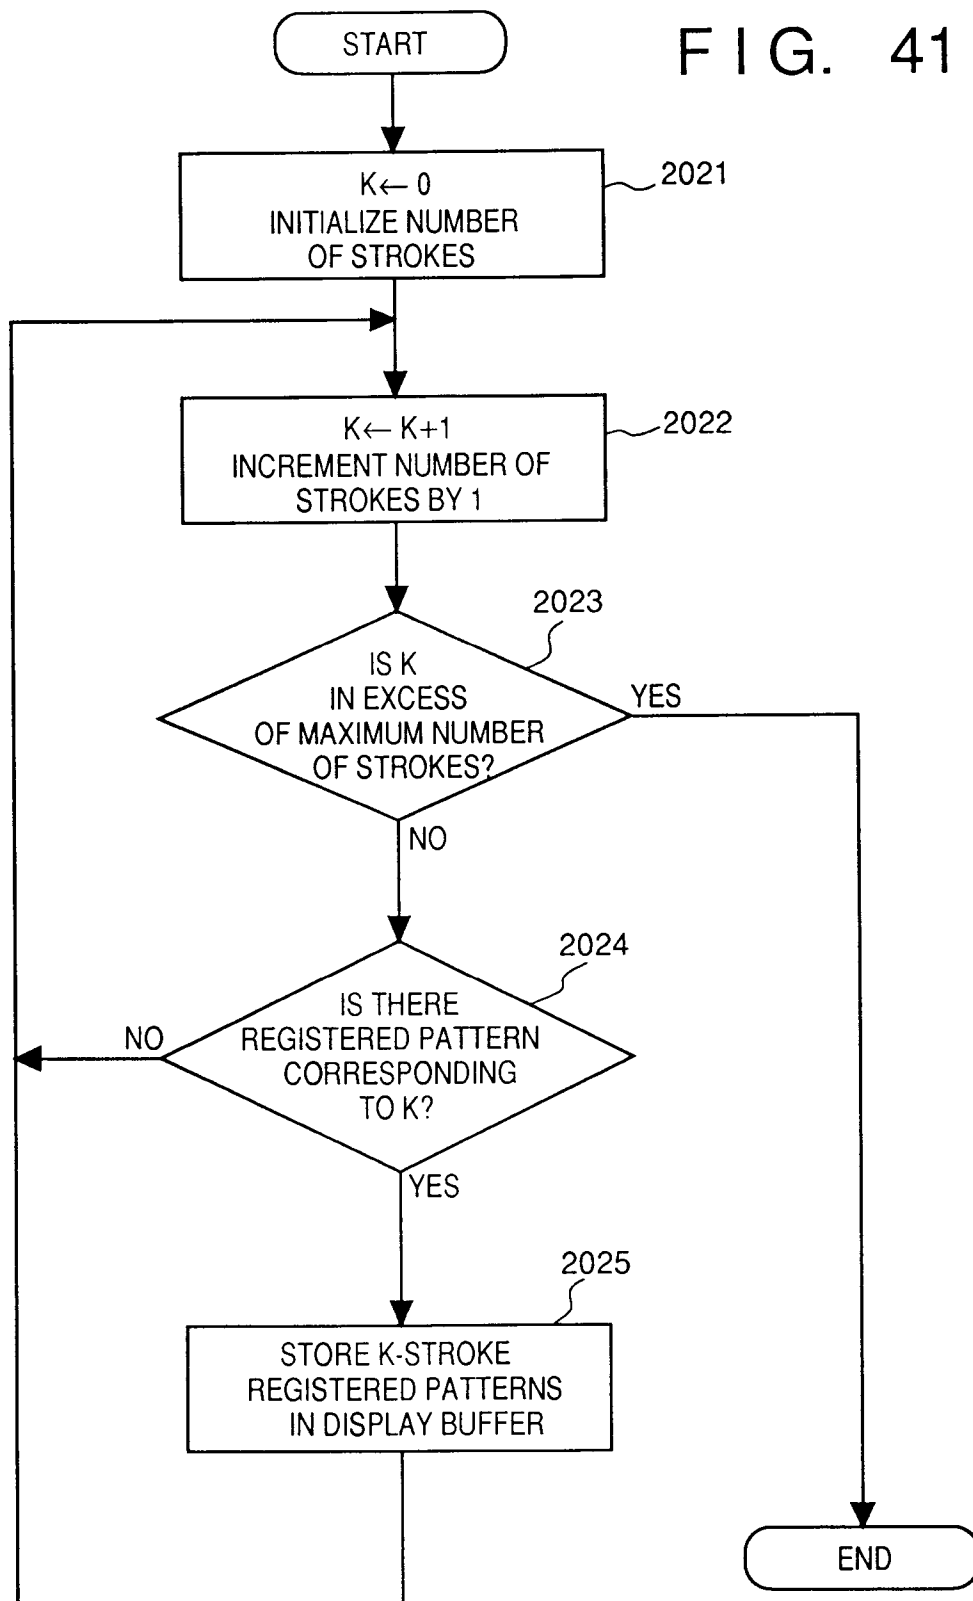 START
FIG. 41
K← 0
INITIALIZE NUMBER
OF STROKES
2021
K← K+1
INCREMENT NUMBER OF
STROKES BY 1
2022
2023
IS K
IN EXCESS
OF MAXIMUM NUMBER
OF STROKES?
YES
NO
2024
IS THERE
REGISTERED PATTERN
CORRESPONDING
TO K?
NO
YES
2025
STORE K-STROKE
REGISTERED PATTERNS
IN DISPLAY BUFFER
END